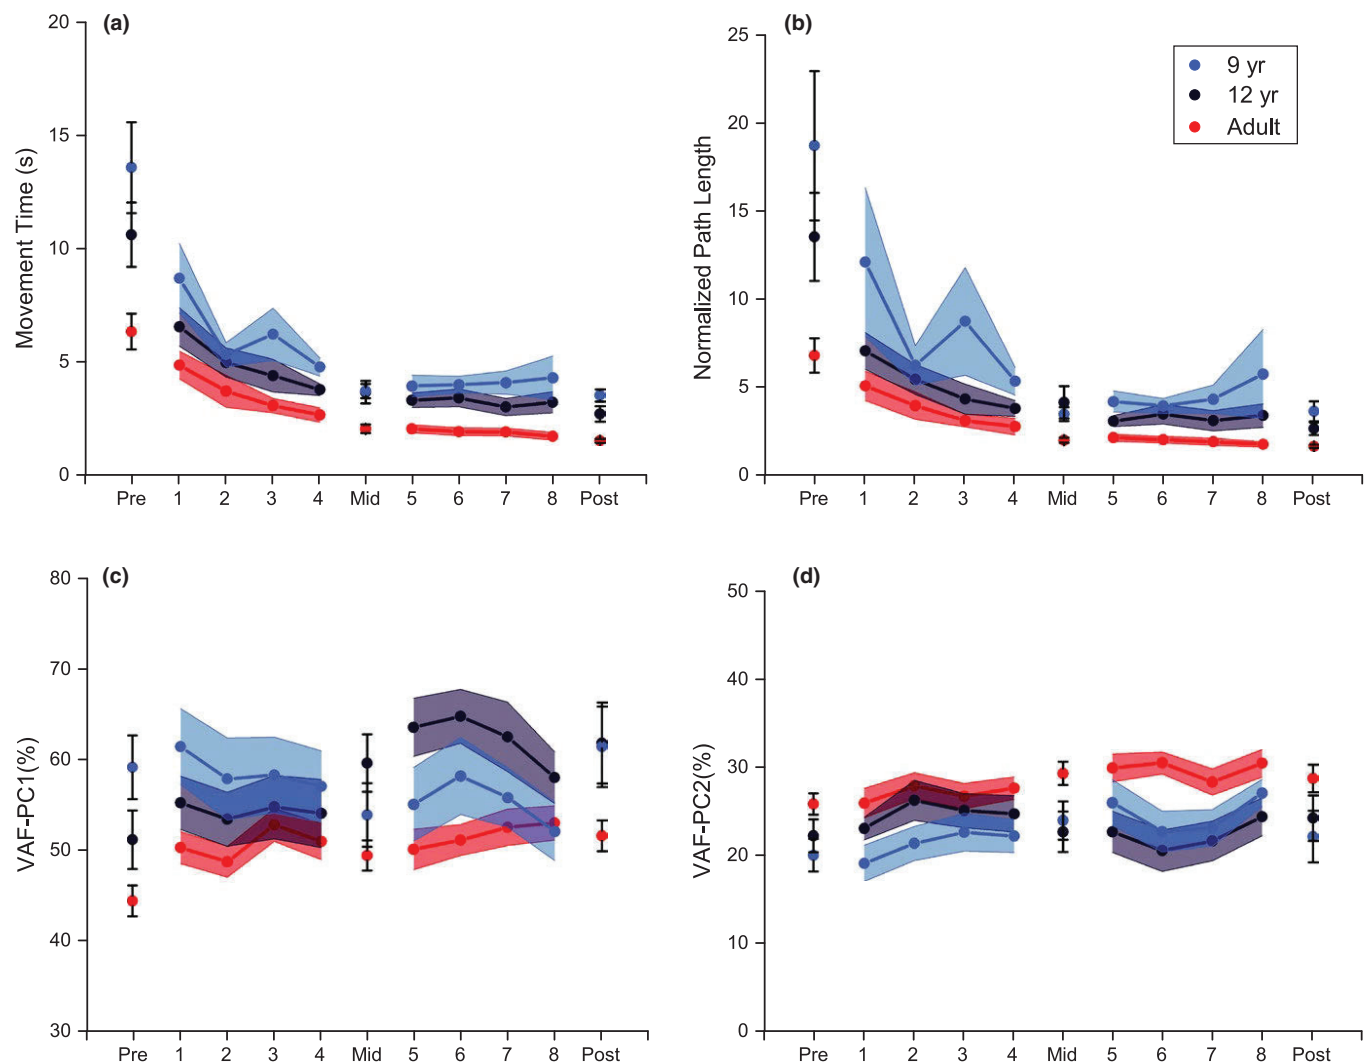 (a)
20
15
10
5
0
Movement Time (s)
Pre 1 2 3 4 Mid 5 6 7 8 Post
(b)
25
20
15
10
5
0
Normalized Path Length
9 yr
12 yr
Adult
Pre 1 2 3 4 Mid 5 6 7 8 Post
(c)
80
70
60
50
40
30
VAF-PC1(%)
Pre 1 2 3 4 Mid 5 6 7 8 Post
(d)
50
40
30
20
10
0
VAF-PC2(%)
Pre 1 2 3 4 Mid 5 6 7 8 Post